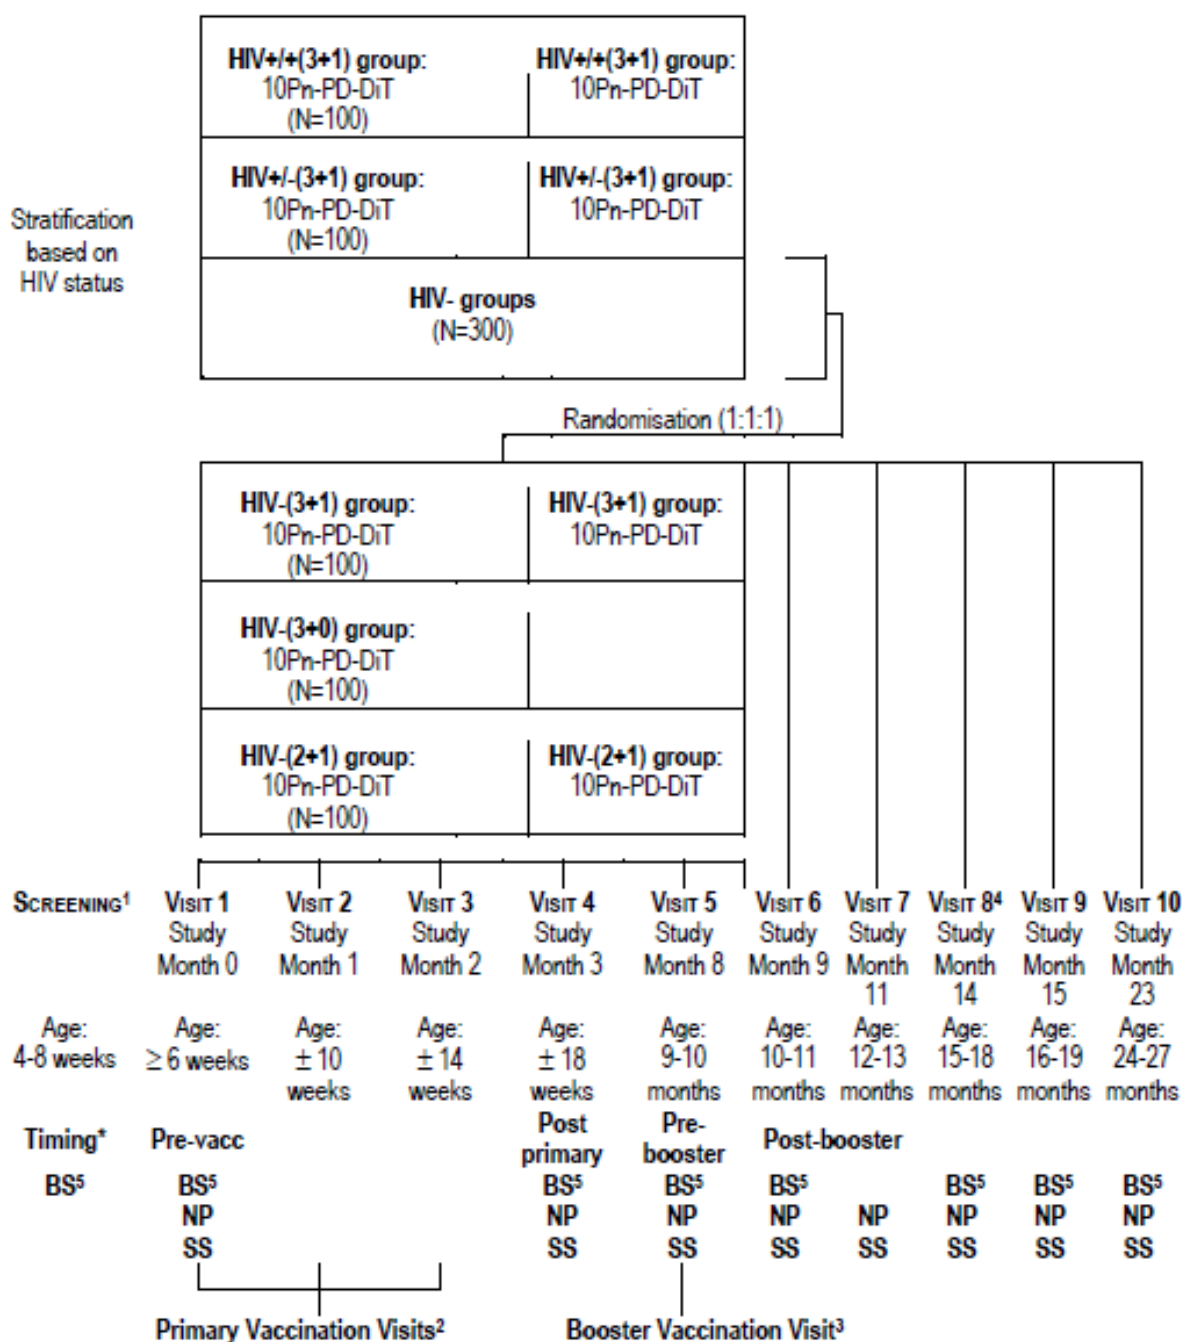 HIV+/+(3+1) group: HIV+/+(3+1) group:
10Pn-PD-DiT 10Pn-PD-DiT
(N=100)
HIV+/-(3+1) group: HIV+/-(3+1) group:
10Pn-PD-DiT 10Pn-PD-DiT
(N=100)
Stratification
based on
HIV status
HIV- groups
(N=300)
Randomisation (1:1:1)
HIV-(3+1) group: HIV-(3+1) group:
10Pn-PD-DiT 10Pn-PD-DiT
(N=100)
HIV-(3+0) group:
10Pn-PD-DiT
(N=100)
HIV-(2+1) group: HIV-(2+1) group:
10Pn-PD-DiT 10Pn-PD-DiT
(N=100)
SCREENING¹ VISIT 1 VISIT 2 VISIT 3 VISIT 4 VISIT 5 VISIT 6 VISIT 7 VISIT 8⁴ VISIT 9 VISIT 10
Study Study Study Study Study Study Study Study Study Study
Month 0 Month 1 Month 2 Month 3 Month 8 Month 9 Month Month Month Month
11 14 15 23
Age: Age: Age: Age: Age: Age: Age: Age: Age: Age: Age:
4-8 weeks ≥ 6 weeks ± 10 ± 14 ± 18 9-10 10-11 12-13 15-18 16-19 24-27
weeks weeks weeks months months months months months months
Timing* Pre-vacc Post Pre- Post-booster
primary booster
BS⁵ BS⁵ BS⁵ BS⁵ BS⁵ BS⁵ BS⁵ BS⁵
NP NP NP NP NP NP NP NP
SS SS SS SS SS SS SS SS
Primary Vaccination Visits² Booster Vaccination Visit³